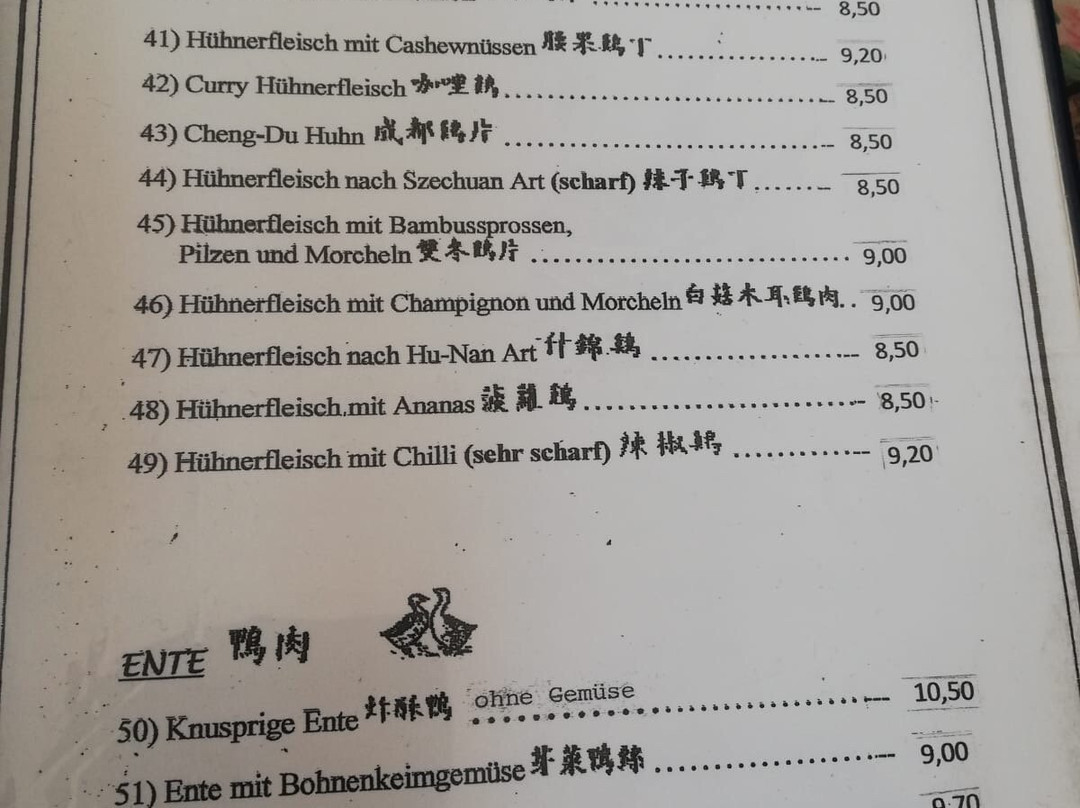 8,50
41) Hühnerfleisch mit Cashewnüssen 腰果鷄丁 9,20
42) Curry Hühnerfleisch 咖喱鷄 8,50
43) Cheng-Du Huhn 成都鷄片 8,50
44) Hühnerfleisch nach Szechuan Art (scharf) 辣子鷄丁 8,50
45) Hühnerfleisch mit Bambussprossen,
Pilzen und Morcheln 雙冬鷄片 9,00
46) Hühnerfleisch mit Champignon und Morcheln 白菇木耳鷄肉 9,00
47) Hühnerfleisch nach Hu-Nan Art 什錦鷄 8,50
48) Hühnerfleisch mit Ananas 菠蘿鷄 8,50
49) Hühnerfleisch mit Chilli (sehr scharf) 辣椒鷄 9,20
ENTE 鴨肉
50) Knusprige Ente 炸酥鴨 ohne Gemüse 10,50
51) Ente mit Bohnenkeimgemüse 芽菜鴨絲 9,00
9,70